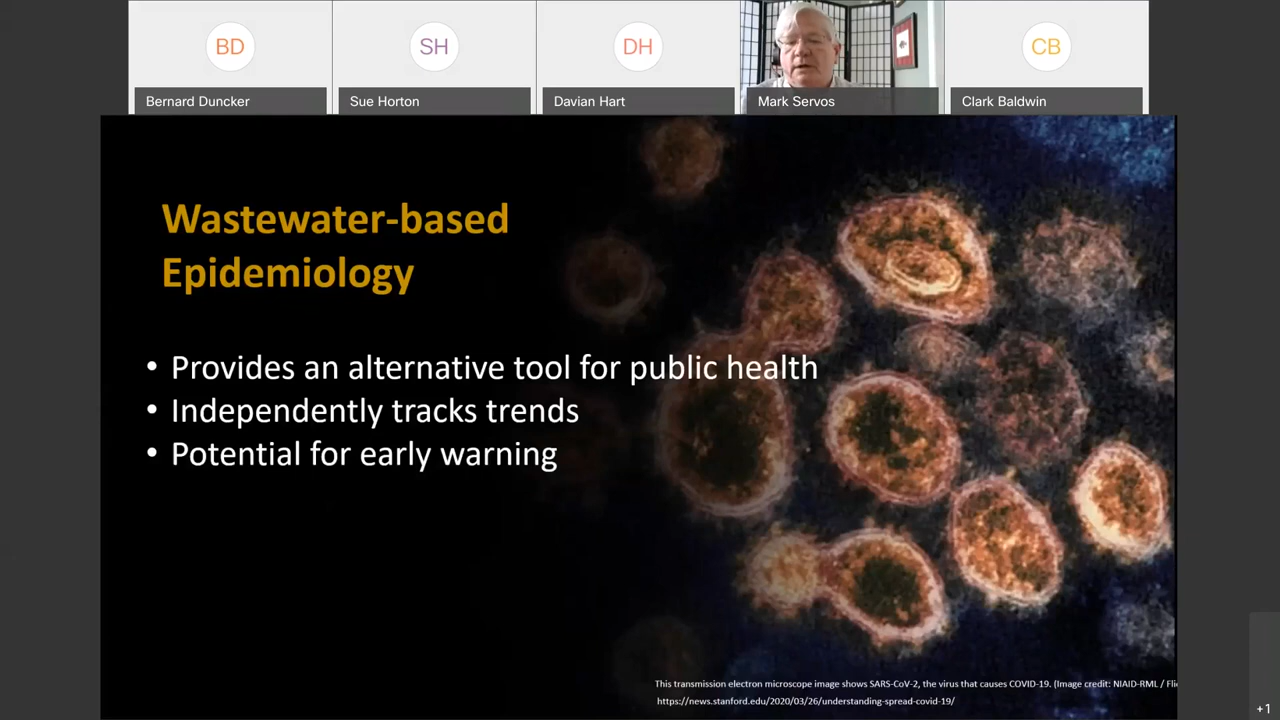 BD
SH
DH
CB
Bernard Duncker
Sue Horton
Davian Hart
Mark Servos
Clark Baldwin
Wastewater-based
Epidemiology
• Provides an alternative tool for public health
• Independently tracks trends
• Potential for early warning
This transmission electron microscope image shows SARS-CoV-2, the virus that causes COVID-19. (Image credit: NIAID-RML / Fli
https://news.stanford.edu/2020/03/26/understanding-spread-covid-19/
+1